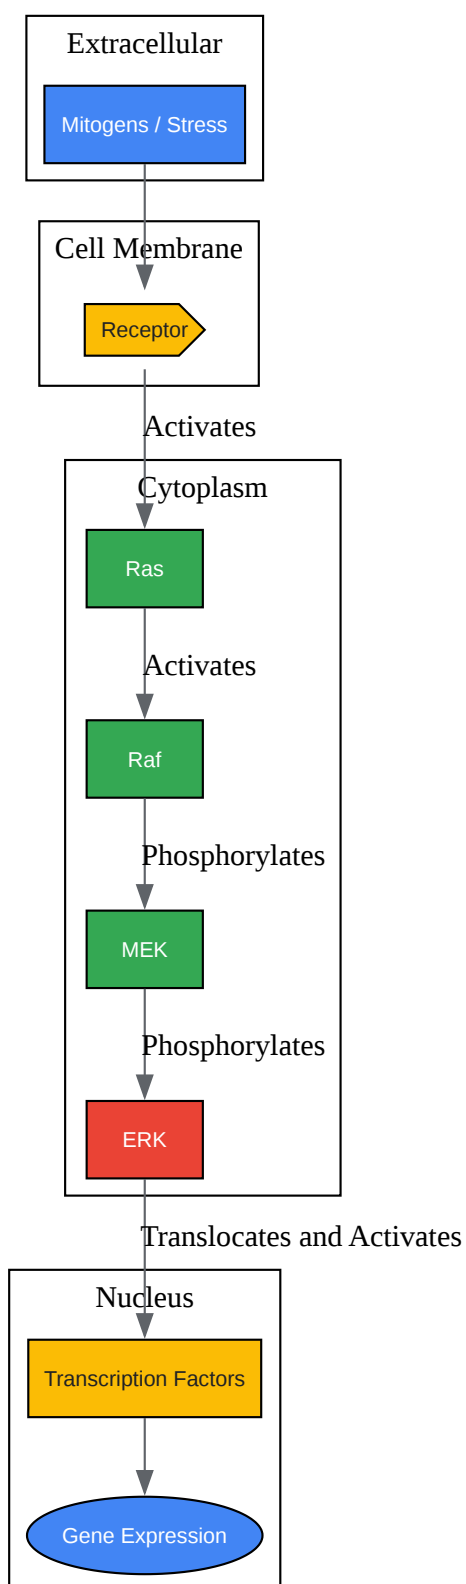 Extracellular
Mitogens / Stress
Cell Membrane
Receptor
Activates
Cytoplasm
Ras
Activates
Raf
Phosphorylates
MEK
Phosphorylates
ERK
Translocates and Activates
Nucleus
Transcription Factors
Gene Expression